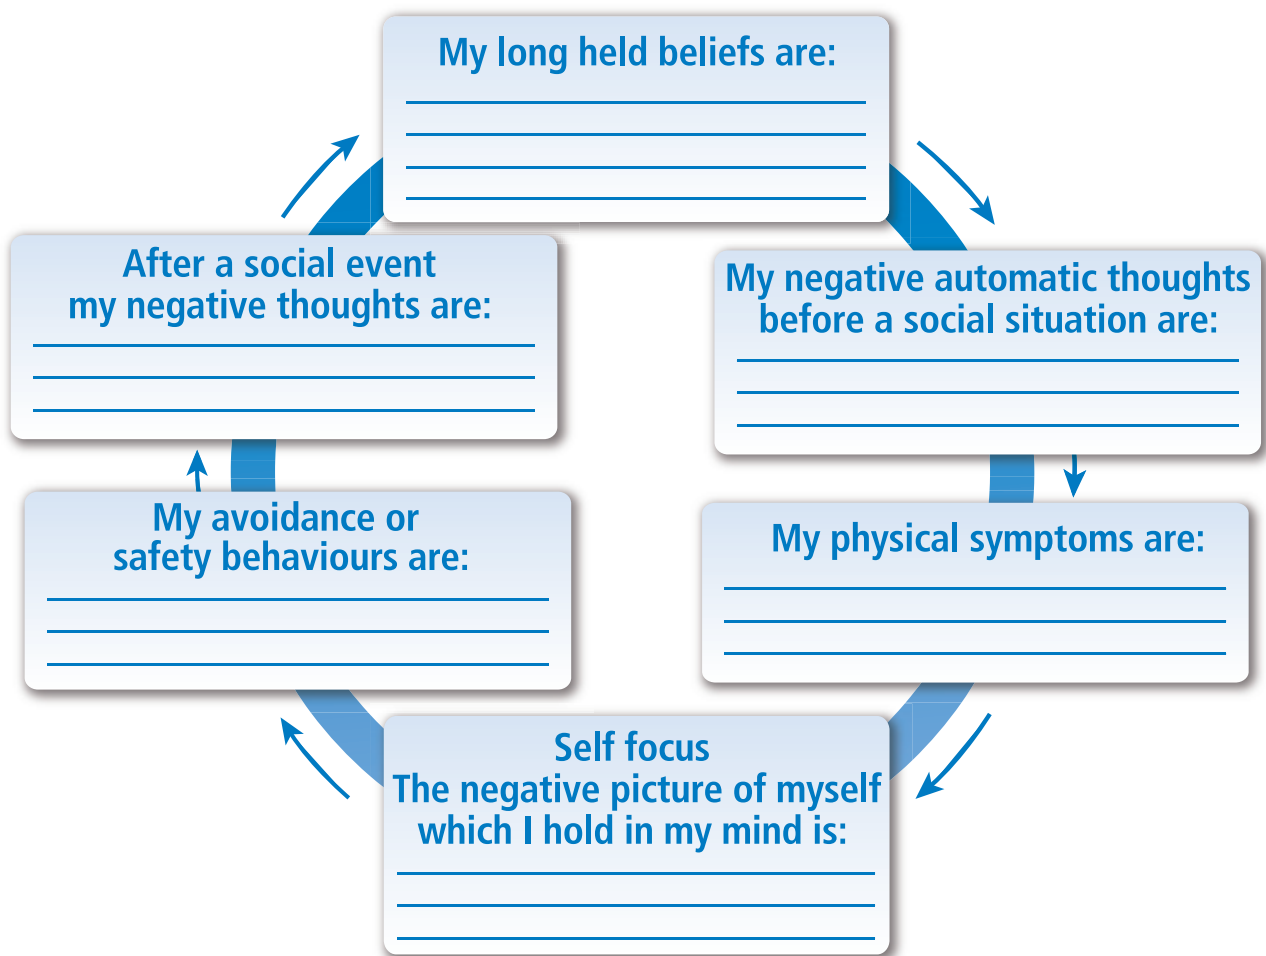 My long held beliefs are:
My negative automatic thoughts
before a social situation are:
My physical symptoms are:
Self focus
The negative picture of myself
which I hold in my mind is:
My avoidance or
safety behaviours are:
After a social event
my negative thoughts are: